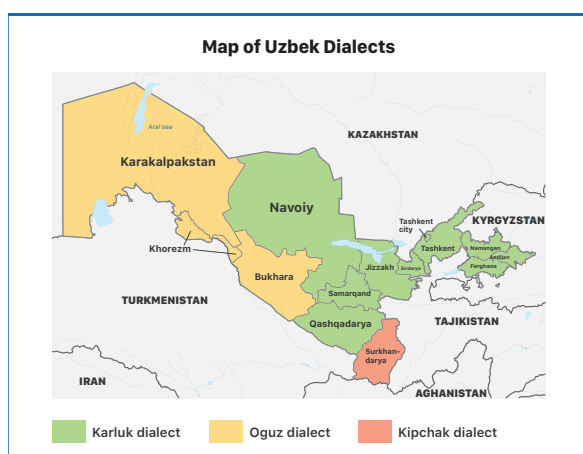 Map of Uzbek Dialects
Aral sea
KAZAKHSTAN
Karakalpakstan
Navoiy
Tashkent
city
KYRGYZSTAN
Khorezm
Tashkent
Namangan
Andijan
Ferghana
Bukhara
Jizzakh
Sirdarya
Samarqand
TURKMENISTAN
Qashqadarya
TAJIKISTAN
Surkhan-
darya
IRAN
AGHANISTAN
Karluk dialect
Oguz dialect
Kipchak dialect